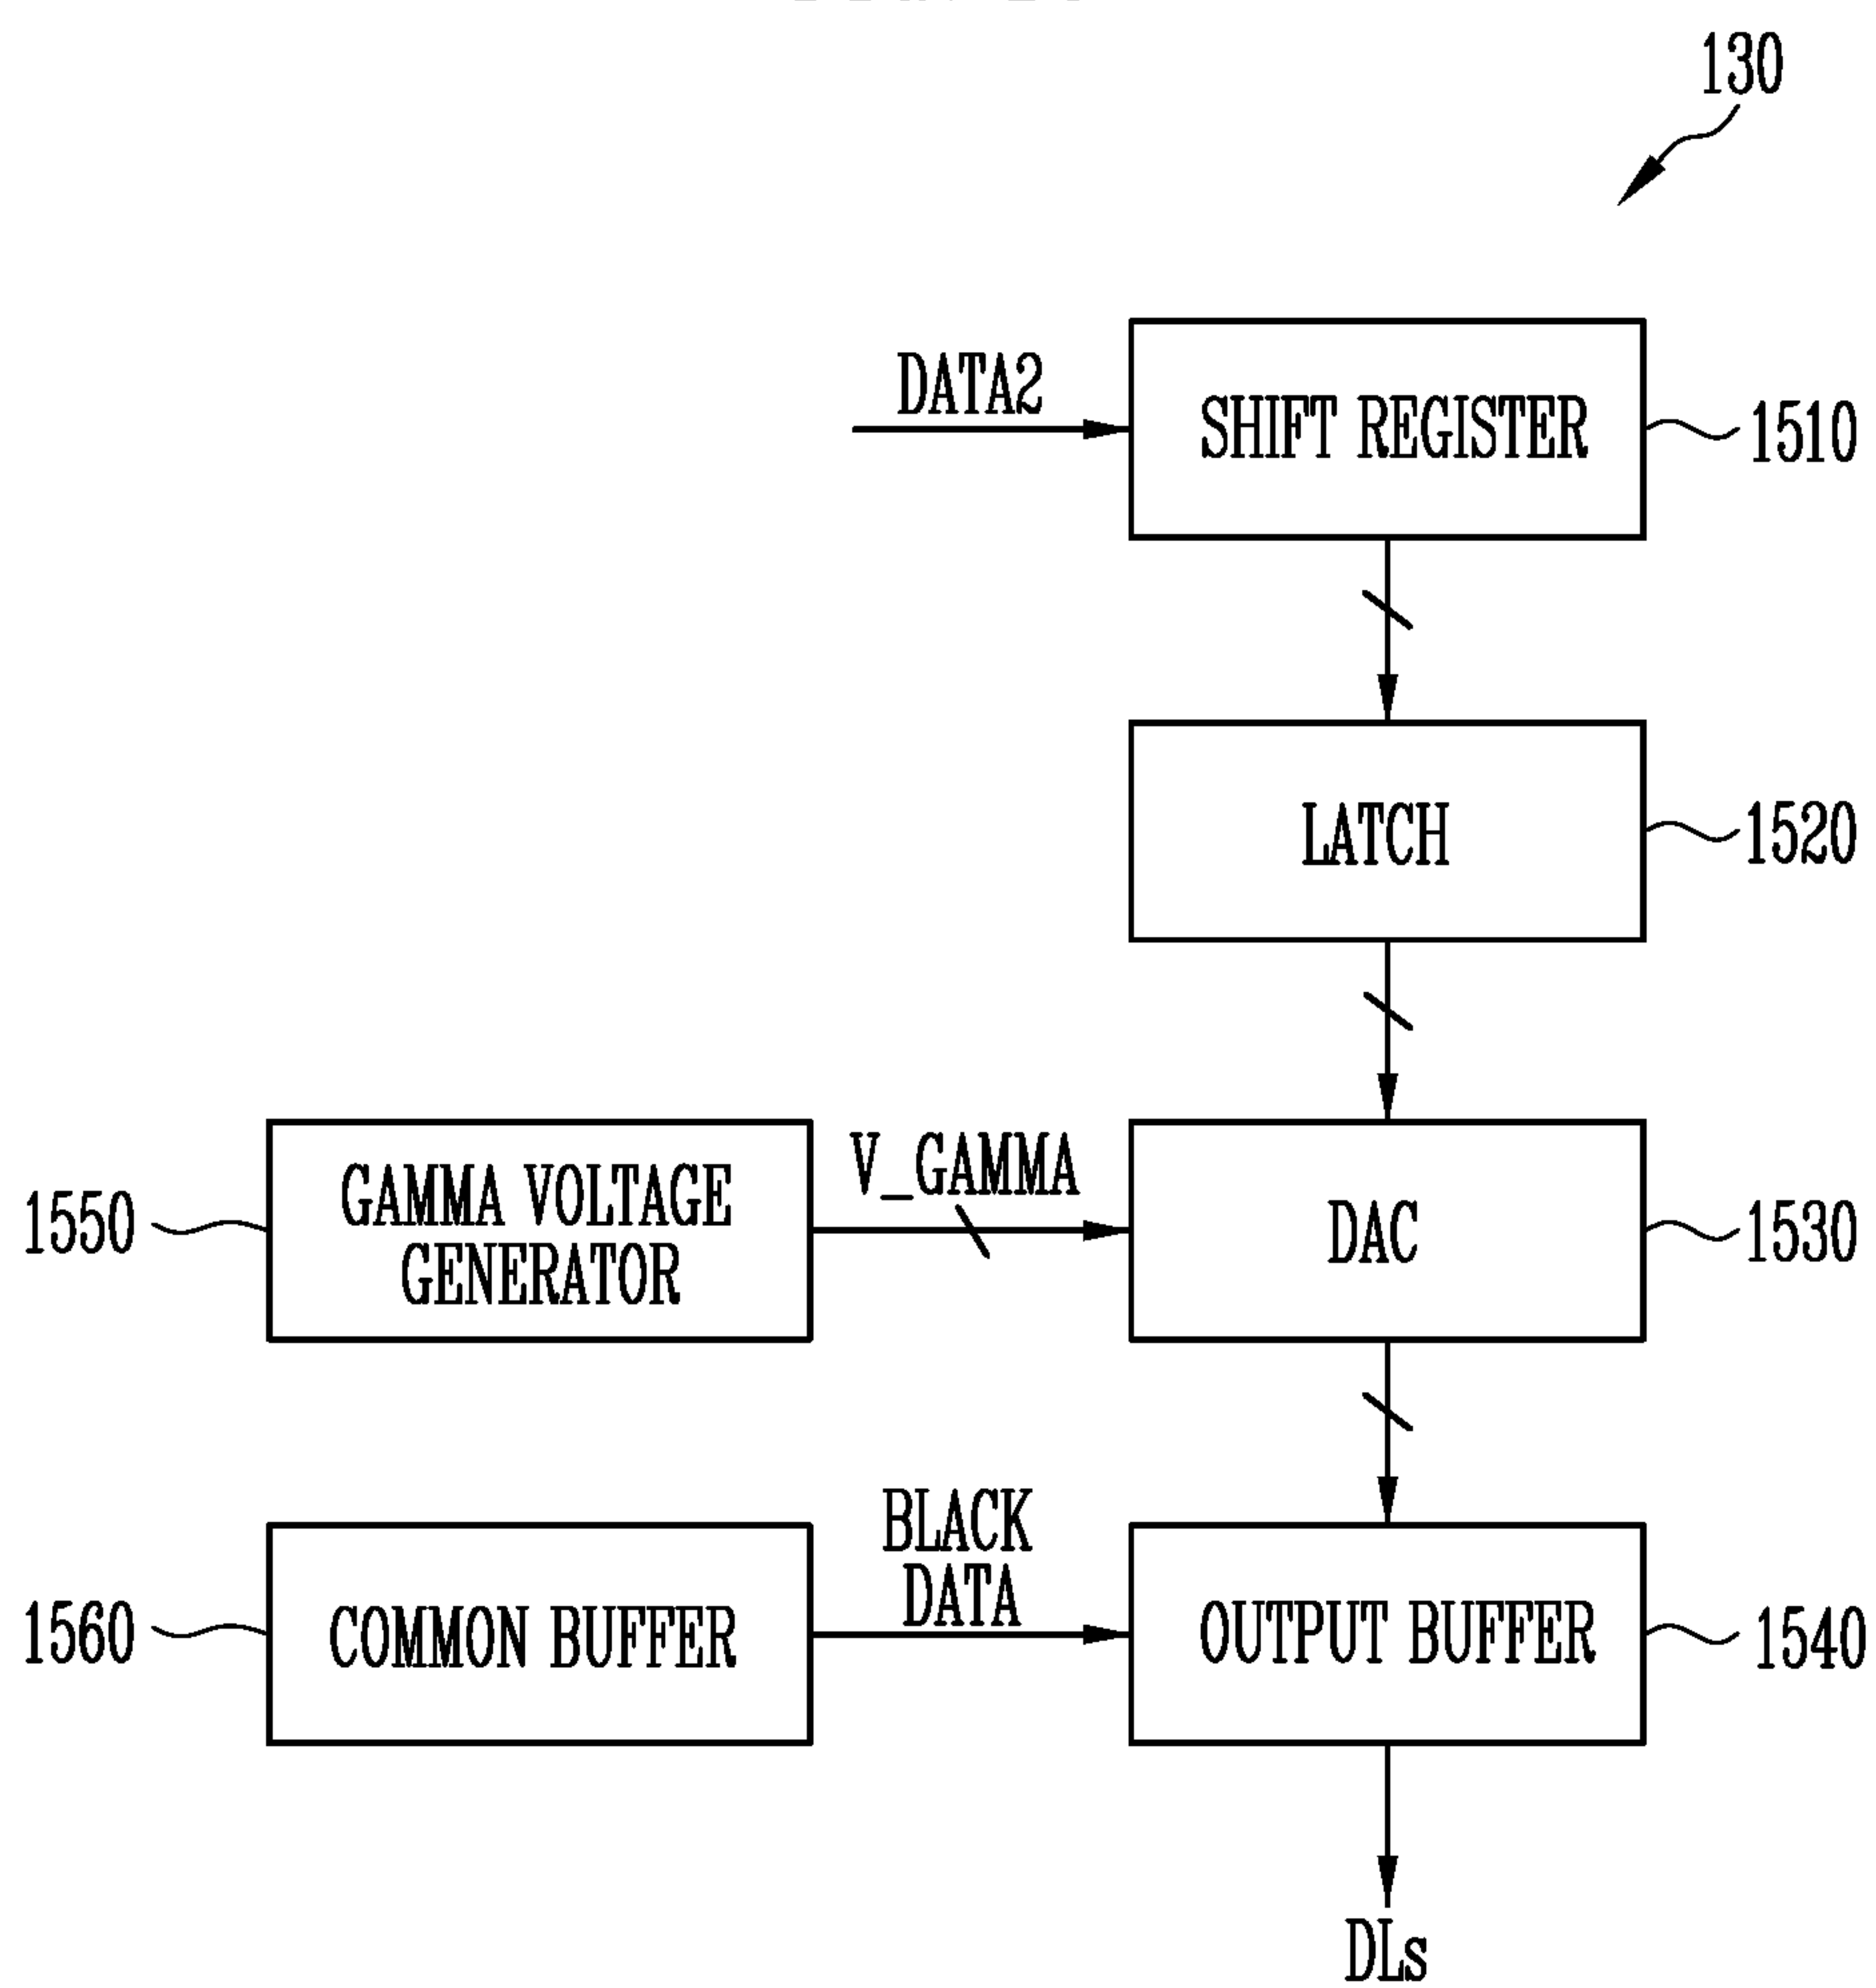 130
DATA2
SHIFT REGISTER
1510
LATCH
1520
1550
GAMMA VOLTAGE
GENERATOR
V_GAMMA
DAC
1530
1560
COMMON BUFFER
BLACK
DATA
OUTPUT BUFFER
1540
DLs